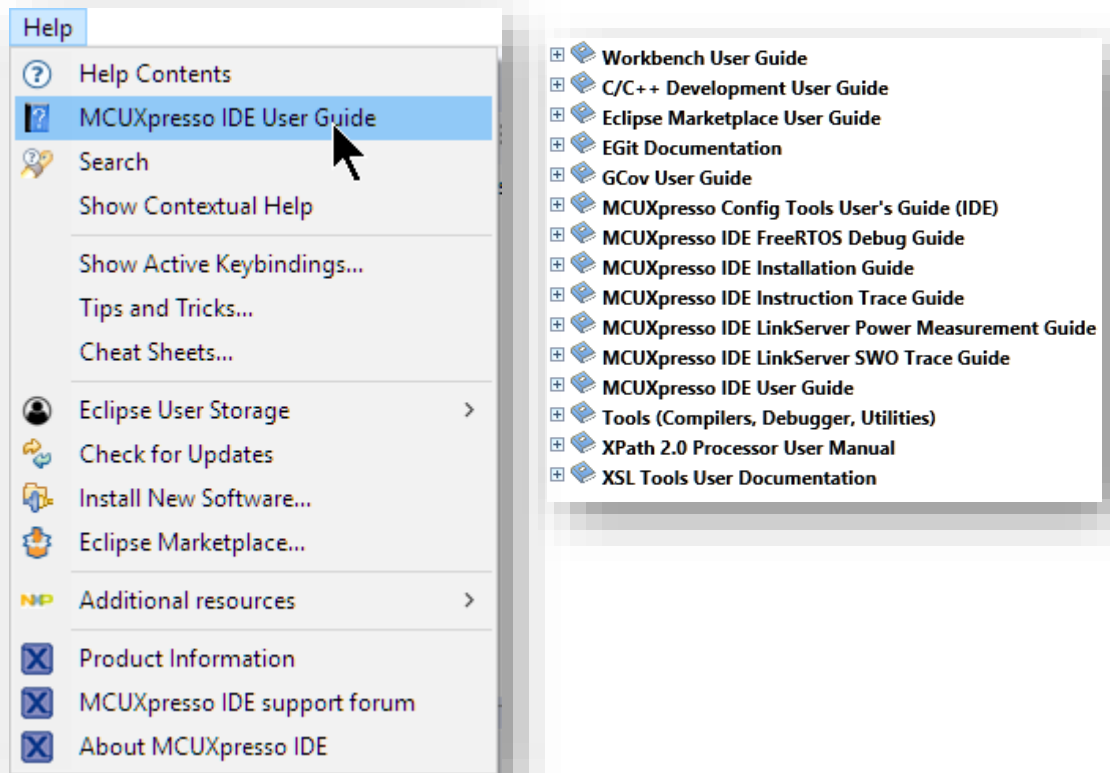 Help
Help Contents
MCUXpresso IDE User Guide
Search
Show Contextual Help
Show Active Keybindings...
Tips and Tricks...
Cheat Sheets...
Eclipse User Storage
Check for Updates
Install New Software...
Eclipse Marketplace...
NXP Additional resources
Product Information
MCUXpresso IDE support forum
About MCUXpresso IDE
Workbench User Guide
C/C++ Development User Guide
Eclipse Marketplace User Guide
EGit Documentation
GCov User Guide
MCUXpresso Config Tools User's Guide (IDE)
MCUXpresso IDE FreeRTOS Debug Guide
MCUXpresso IDE Installation Guide
MCUXpresso IDE Instruction Trace Guide
MCUXpresso IDE LinkServer Power Measurement Guide
MCUXpresso IDE LinkServer SWO Trace Guide
MCUXpresso IDE User Guide
Tools (Compilers, Debugger, Utilities)
XPath 2.0 Processor User Manual
XSL Tools User Documentation